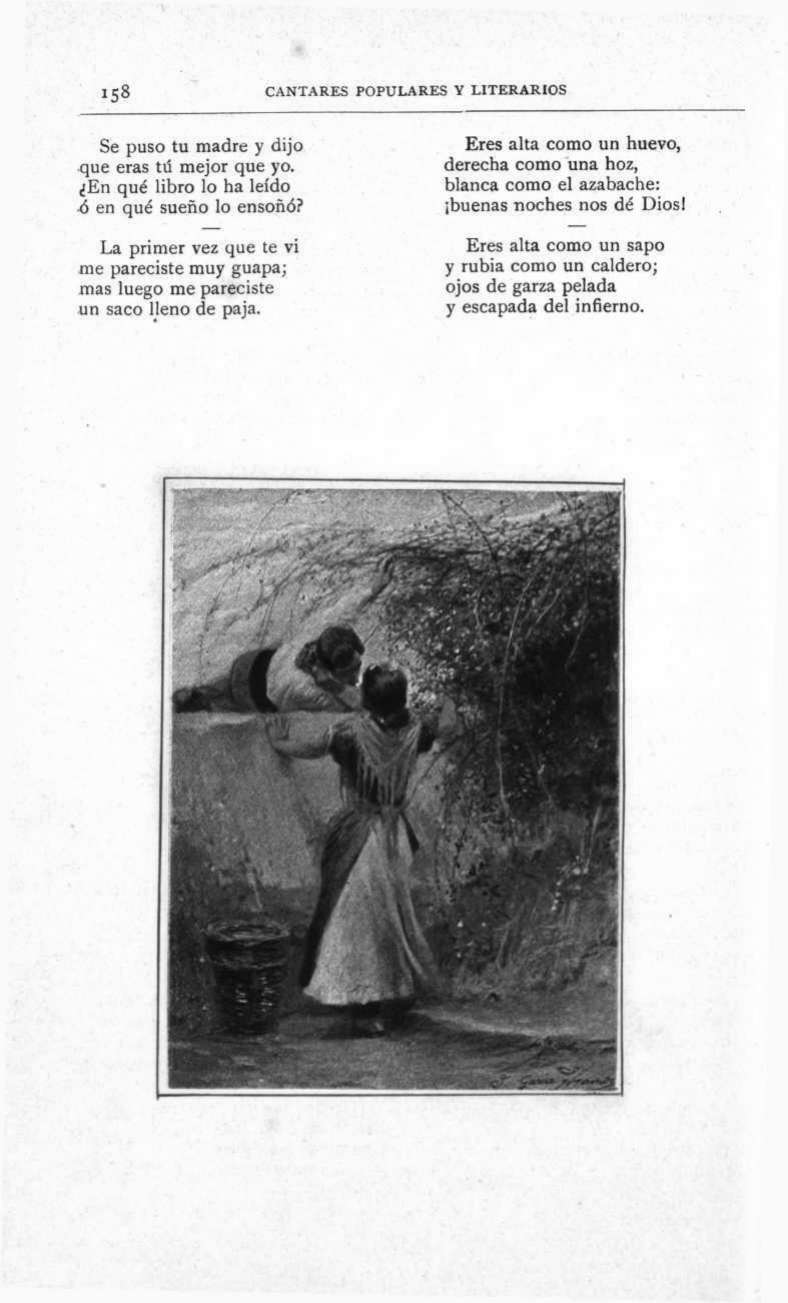 158
CANTARES POPULARES Y LITERARIOS
Se puso tu madre y dijo
que eras tú mejor que yo.
¿En qué libro lo ha leído
ó en qué sueño lo ensoñó?
La primer vez que te vi
me pareciste muy guapa;
mas luego me pareciste
un saco lleno de paja.
Eres alta como un huevo,
derecha como una hoz,
blanca como el azabache:
¡buenas noches nos dé Dios!
Eres alta como un sapo
y rubia como un caldero;
ojos de garza pelada
y escapada del infierno.